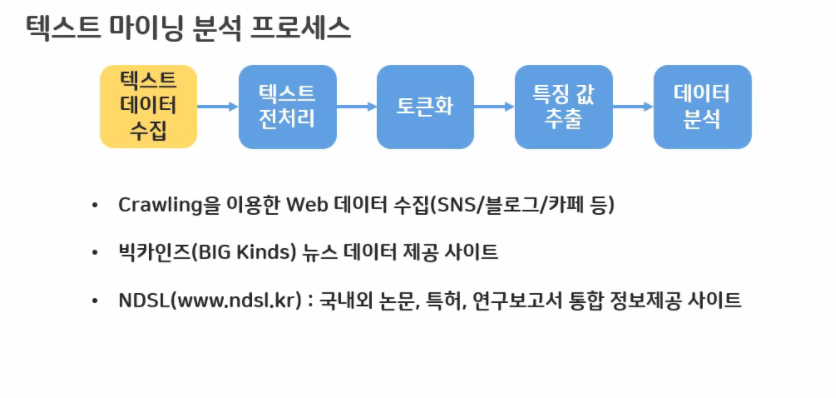 텍스트 마이닝 분석 프로세스
텍스트
데이터
수집
텍스트
전처리
토큰화
특징 값
추출
데이터
분석
• Crawling을 이용한 Web 데이터 수집(SNS/블로그/카페 등)
• 빅카인즈(BIG Kinds) 뉴스 데이터 제공 사이트
• NDSL(www.ndsl.kr) : 국내외 논문, 특허, 연구보고서 통합 정보제공 사이트